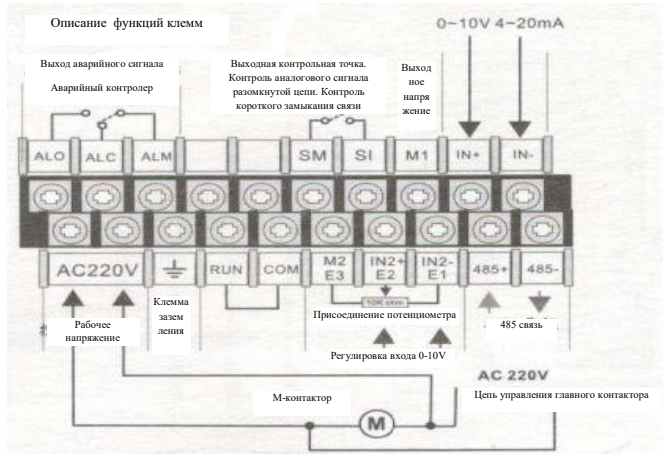 Описание функций клемм
0~10V 4~20mA
Выход аварийного сигнала
Аварийный контролер
Выходная контрольная точка.
Контроль аналогового сигнала
разомкнутой цепи. Контроль
короткого замыкания связи
Выход
ное
напря
жение
ALO ALC ALM SM SI M1 IN+ IN-
AC220V RUN COM M2 IN2+ IN2- 485+ 485-
E3 E2 E1
10K ohm
Клемма
зазем
ления
Рабочее
напряжение
Присоединение потенциометра
485 связь
Регулировка входа 0-10V
AC 220V
М-контактор
Цепь управления главного контактора
M